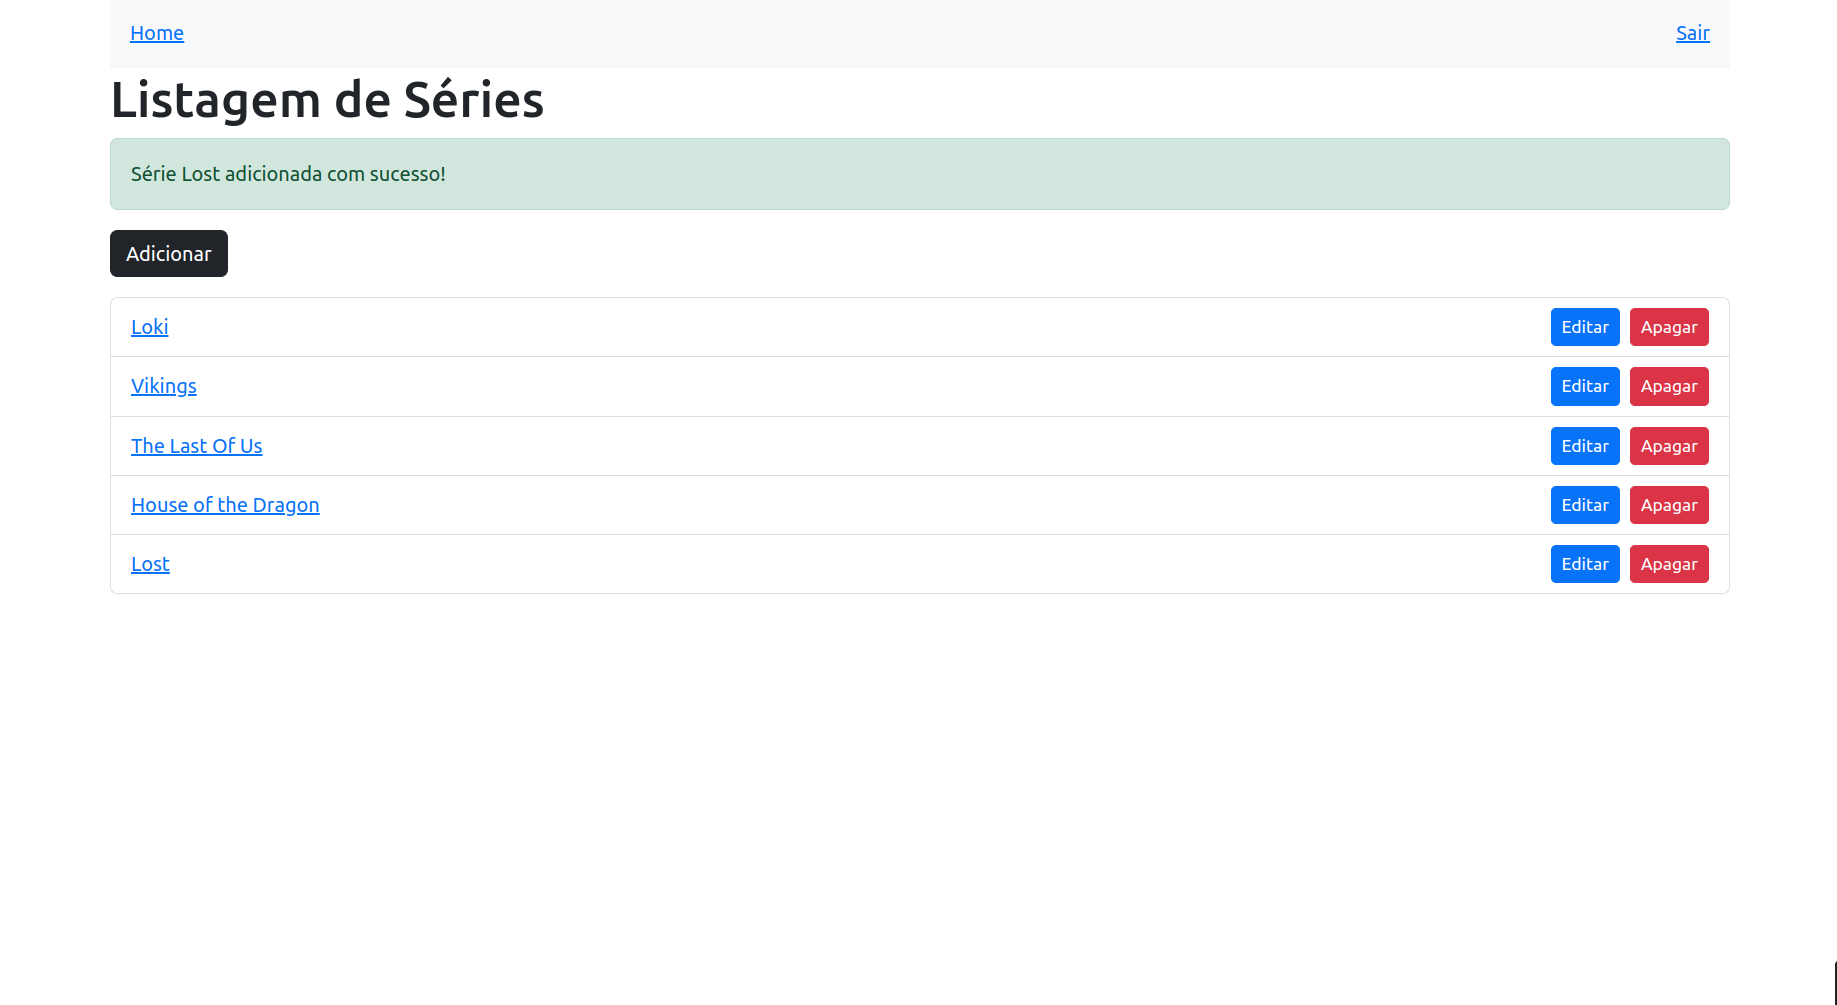 Home Sair
Listagem de Séries
Série Lost adicionada com sucesso!
Adicionar
Loki Editar Apagar
Vikings Editar Apagar
The Last Of Us Editar Apagar
House of the Dragon Editar Apagar
Lost Editar Apagar